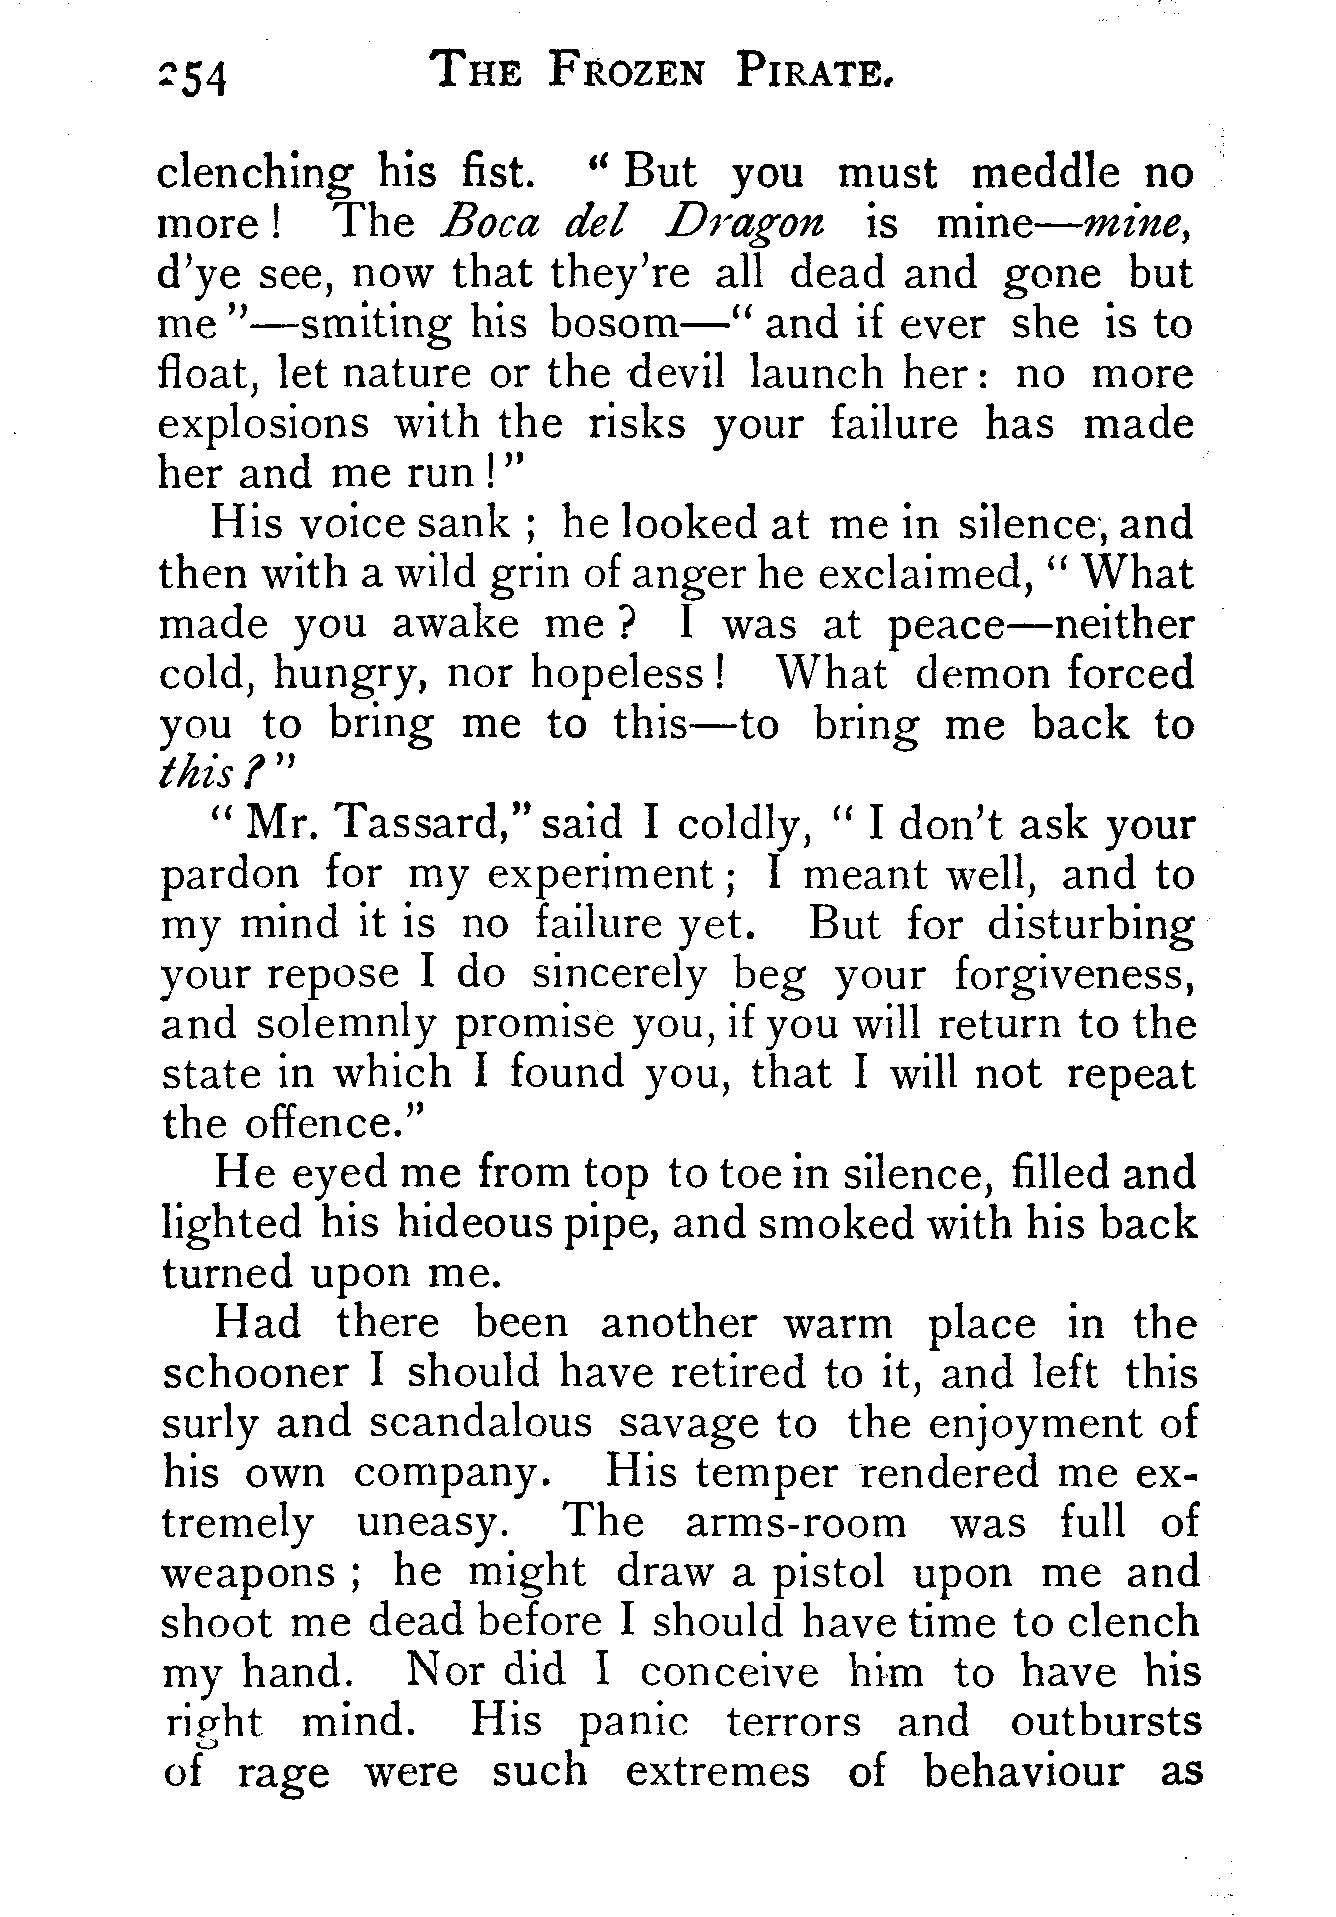 254 THE FROZEN PIRATE.
clenching his fist. “ But you must meddle no
more ! The Boca del Dragon is mine—mine,
d’ye see, now that they’re all dead and gone but
me ”—smiting his bosom—“ and if ever she is to
float, let nature or the devil launch her : no more
explosions with the risks your failure has made
her and me run ! ”
His voice sank ; he looked at me in silence, and
then with a wild grin of anger he exclaimed, “ What
made you awake me ? I was at peace—neither
cold, hungry, nor hopeless ! What demon forced
you to bring me to this—to bring me back to
this ? ”
“ Mr. Tassard,” said I coldly, “ I don’t ask your
pardon for my experiment ; I meant well, and to
my mind it is no failure yet. But for disturbing
your repose I do sincerely beg your forgiveness,
and solemnly promise you, if you will return to the
state in which I found you, that I will not repeat
the offence.”
He eyed me from top to toe in silence, filled and
lighted his hideous pipe, and smoked with his back
turned upon me.
Had there been another warm place in the
schooner I should have retired to it, and left this
surly and scandalous savage to the enjoyment of
his own company. His temper rendered me ex-
tremely uneasy. The arms-room was full of
weapons ; he might draw a pistol upon me and
shoot me dead before I should have time to clench
my hand. Nor did I conceive him to have his
right mind. His panic terrors and outbursts
of rage were such extremes of behaviour as